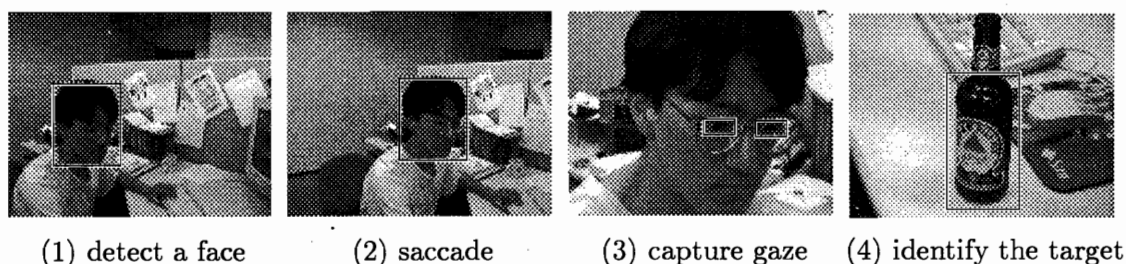 (1) detect a face
(2) saccade
(3) capture gaze
(4) identify the target